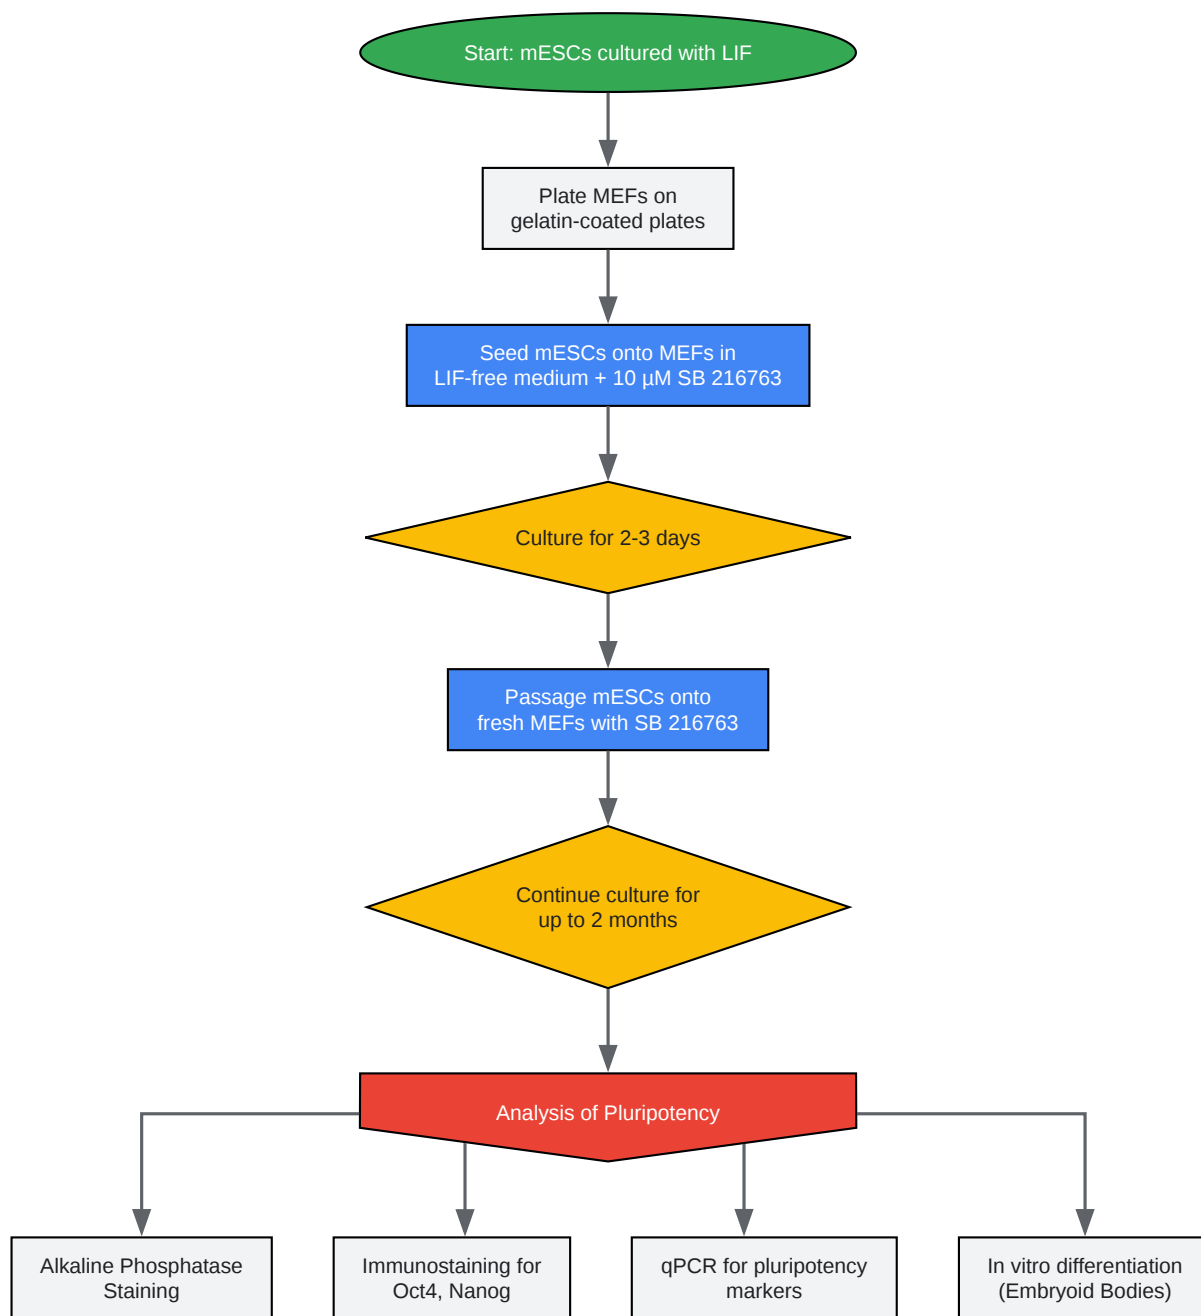 Start: mESCs cultured with LIF
Plate MEFs on
gelatin-coated plates
Seed mESCs onto MEFs in
LIF-free medium + 10 µM SB 216763
Culture for 2-3 days
Passage mESCs onto
fresh MEFs with SB 216763
Continue culture for
up to 2 months
Analysis of Pluripotency
Alkaline Phosphatase
Staining
Immunostaining for
Oct4, Nanog
qPCR for pluripotency
markers
In vitro differentiation
(Embryoid Bodies)